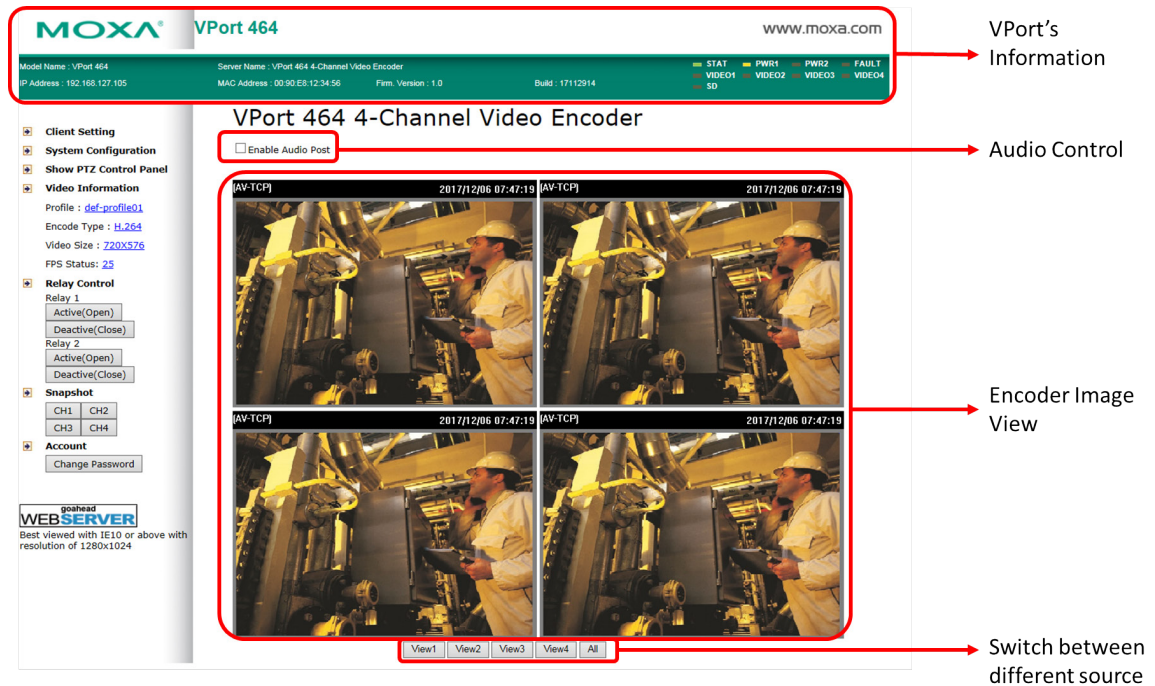 MOXA®
VPort 464
www.moxa.com
Model Name : VPort 464
Server Name : VPort 464 4-Channel Video Encoder
STAT PWR1 PWR2 FAULT
IP Address : 192.168.127.105
MAC Address : 00:90:E8:12:34:56
Firm. Version : 1.0
Build : 17112914
VIDEO1 VIDEO2 VIDEO3 VIDEO4
SD
VPort's
Information
VPort 464 4-Channel Video Encoder
Enable Audio Post
Audio Control
Client Setting
System Configuration
Show PTZ Control Panel
Video Information
Profile : def-profile01
Encode Type : H.264
Video Size : 720X576
FPS Status: 25
Relay Control
Relay 1
Active(Open)
Deactive(Close)
Relay 2
Active(Open)
Deactive(Close)
Snapshot
CH1 CH2
CH3 CH4
Account
Change Password
goahead
WEBSERVER
Best viewed with IE10 or above with
resolution of 1280x1024
(AV-TCP) 2017/12/06 07:47:19
(AV-TCP) 2017/12/06 07:47:19
(AV-TCP) 2017/12/06 07:47:19
(AV-TCP) 2017/12/06 07:47:19
Encoder Image
View
View1 View2 View3 View4 All
Switch between
different source